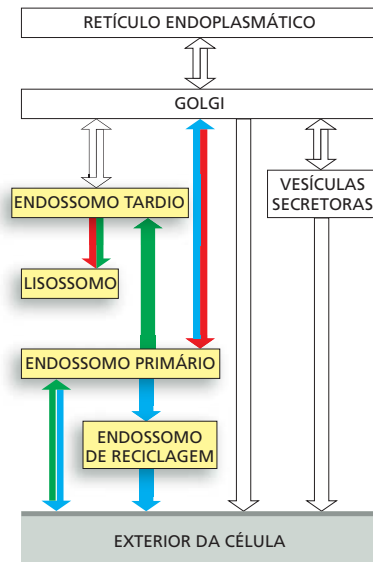 RETÍCULO ENDOPLASMÁTICO
GOLGI
ENDOSSOMO TARDIO
VESÍCULAS
SECRETORAS
LISOSSOMO
ENDOSSOMO PRIMÁRIO
ENDOSSOMO
DE RECICLAGEM
EXTERIOR DA CÉLULA